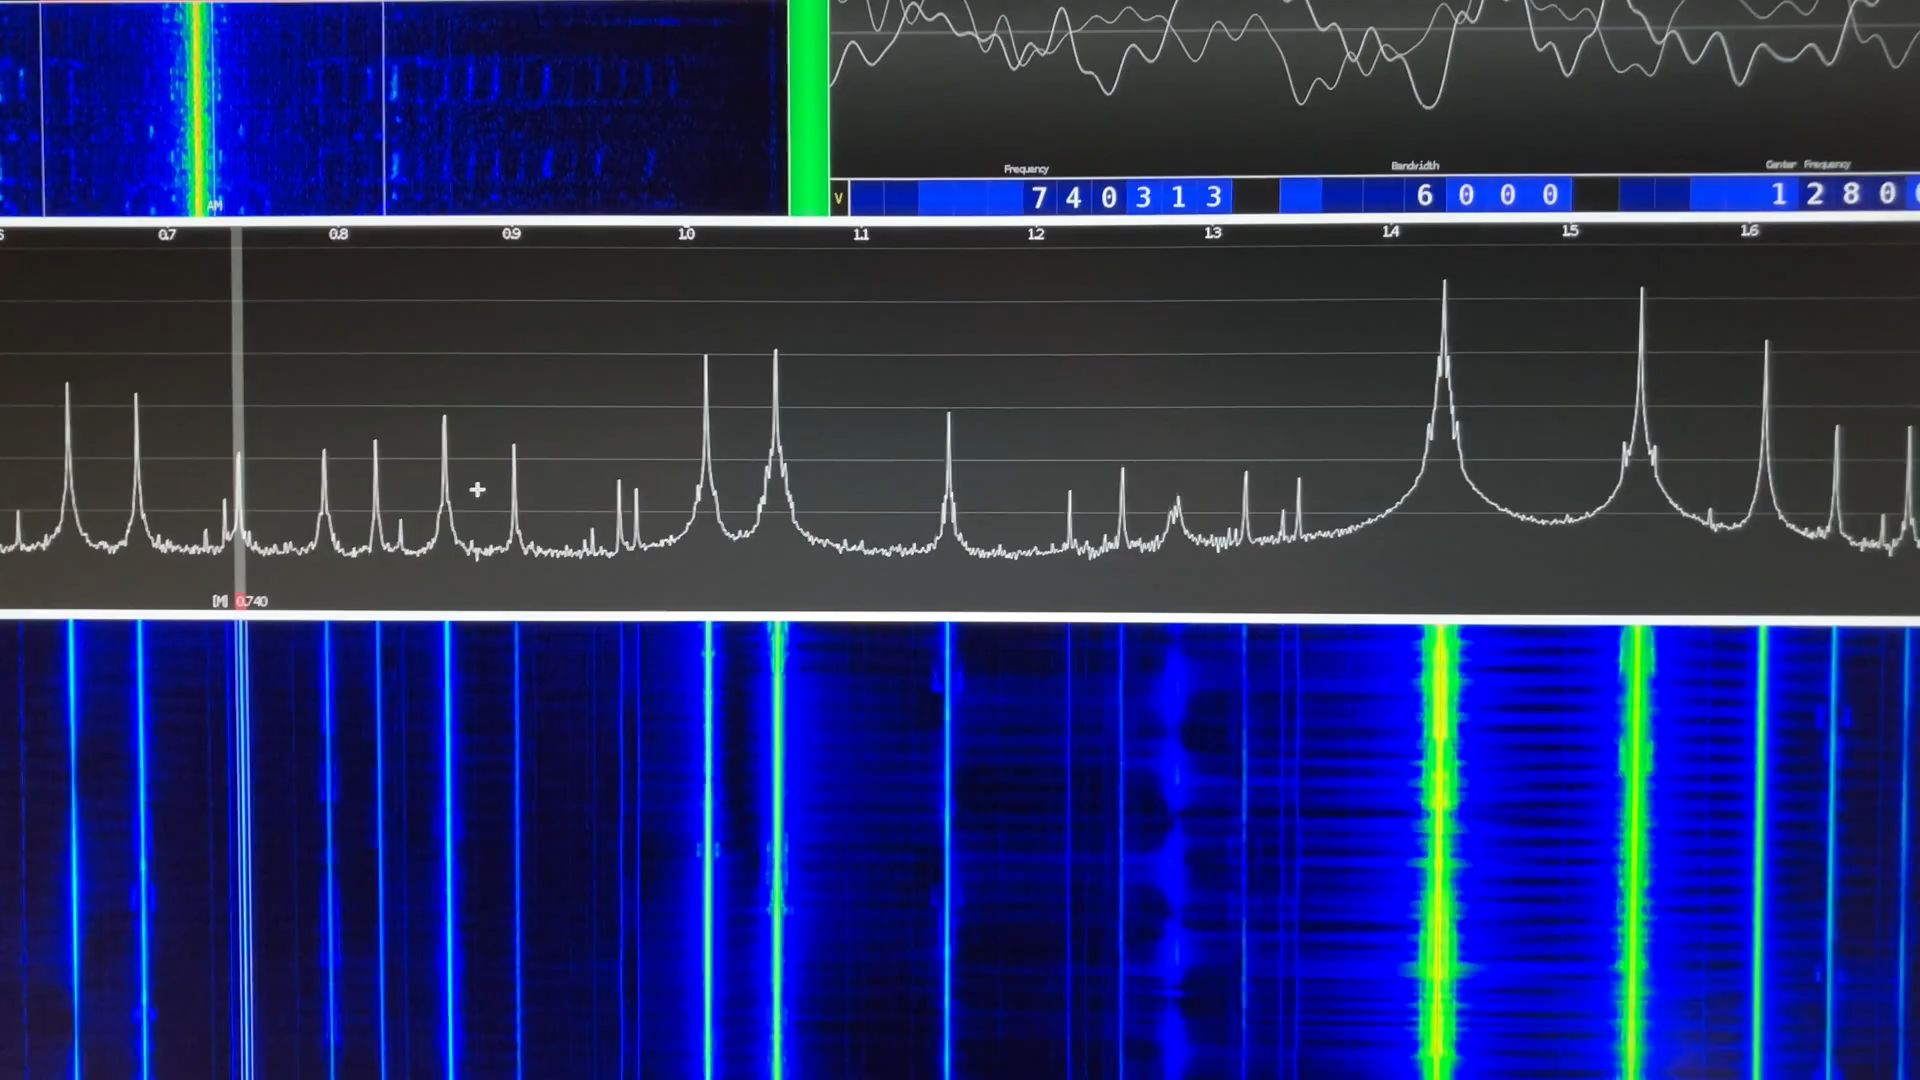 AM
Frequency
Bandwidth
Center Frequency
V
740313
6000
1280
0.7 0.8 0.9 1.0 1.1 1.2 1.3 1.4 1.5 1.6
[M] 0.740